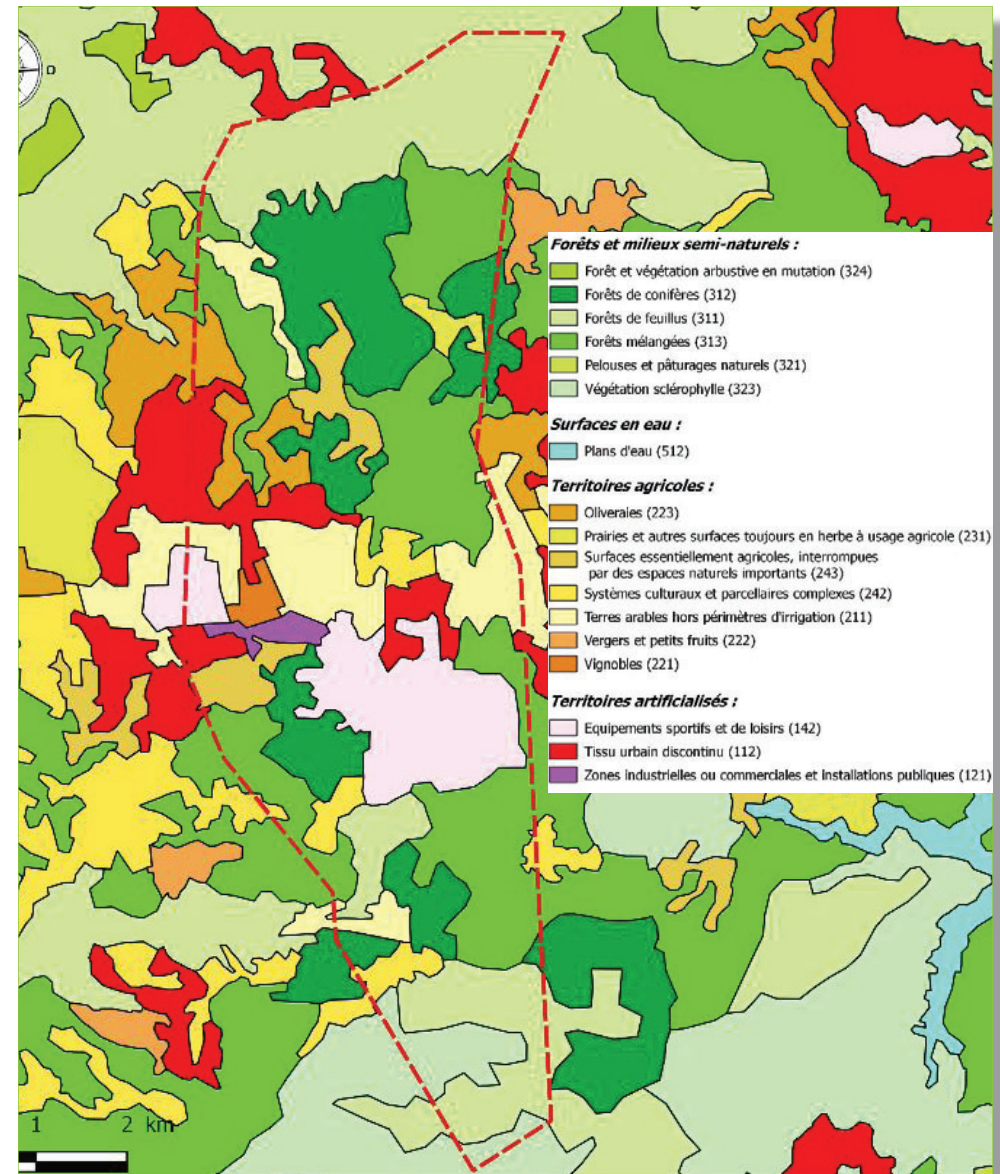 O
Forêts et milieux semi-naturels :
Forêt et végétation arbustive en mutation (324)
Forêts de conifères (312)
Forêts de feuillus (311)
Forêts mélangées (313)
Pelouses et pâturages naturels (321)
Végétation sclérophylle (323)
Surfaces en eau :
Plans d'eau (512)
Territoires agricoles :
Oliveraies (223)
Prairies et autres surfaces toujours en herbe à usage agricole (231)
Surfaces essentiellement agricoles, interrompues
par des espaces naturels importants (243)
Systèmes culturaux et parcellaires complexes (242)
Terres arables hors périmètres d'irrigation (211)
Vergers et petits fruits (222)
Vignobles (221)
Territoires artificialisés :
Equipements sportifs et de loisirs (142)
Tissu urbain discontinu (112)
Zones industrielles ou commerciales et installations publiques (121)
1 2 km